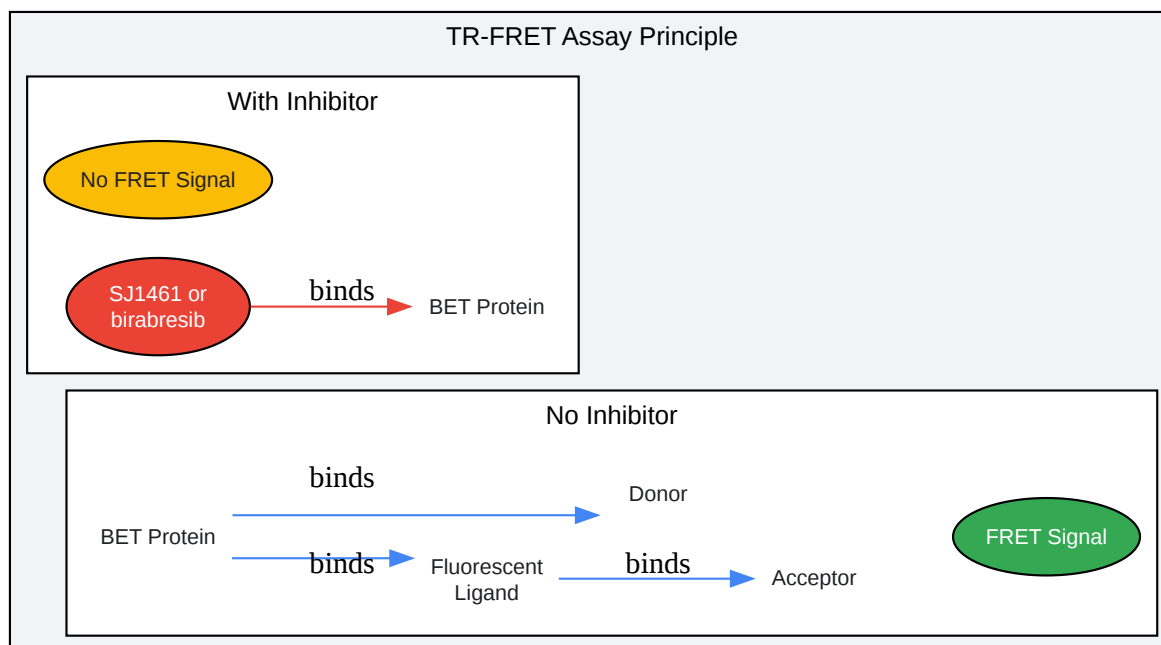 TR-FRET Assay Principle
With Inhibitor
No FRET Signal
SJ1461 or
birabresib
binds
BET Protein
No Inhibitor
binds
Donor
BET Protein
binds
Fluorescent
Ligand
binds
Acceptor
FRET Signal